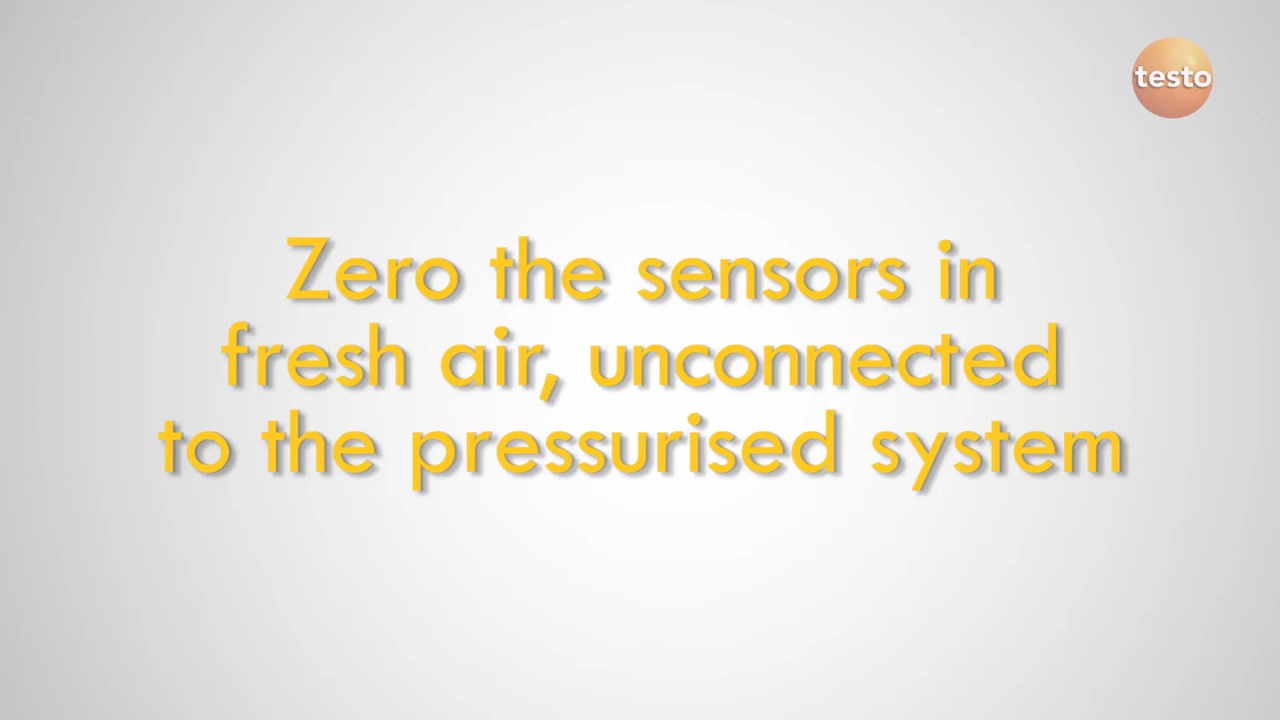 testo
Zero the sensors in
fresh air, unconnected
to the pressurised system